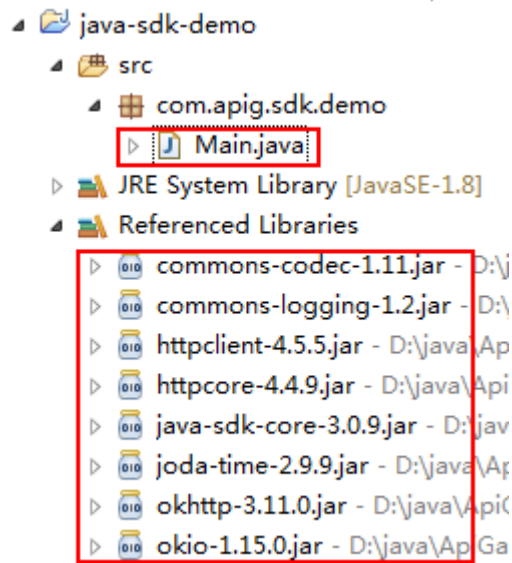 java-sdk-demo
src
com.apig.sdk.demo
Main.java
JRE System Library [JavaSE-1.8]
Referenced Libraries
commons-codec-1.11.jar - D:\j
commons-logging-1.2.jar - D:\
httpclient-4.5.5.jar - D:\java\Ap
httpcore-4.4.9.jar - D:\java\Api
java-sdk-core-3.0.9.jar - D:\jav
joda-time-2.9.9.jar - D:\java\Ap
okhttp-3.11.0.jar - D:\java\ApiG
okio-1.15.0.jar - D:\java\ApiGa